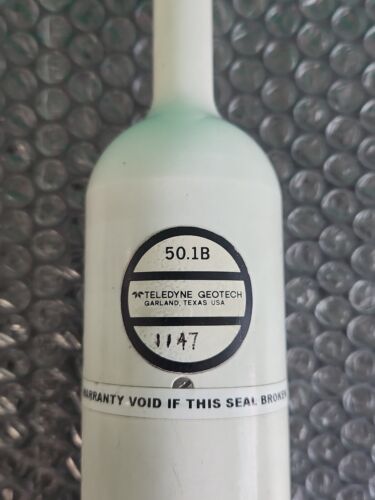 50.1B
TELEDYNE GEOTECH
GARLAND, TEXAS USA
1147
WARRANTY VOID IF THIS SEAL BROKEN